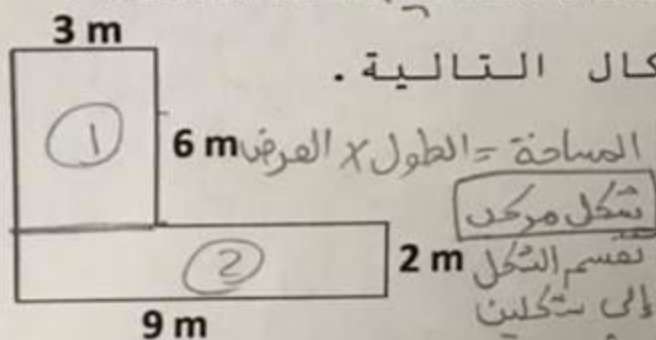 3 m
كال التالية.
1
6 m
المساحة = الطول × العرض
شكل مركب
2
2 m
نقسم الشكل
إلى شكلين
9 m